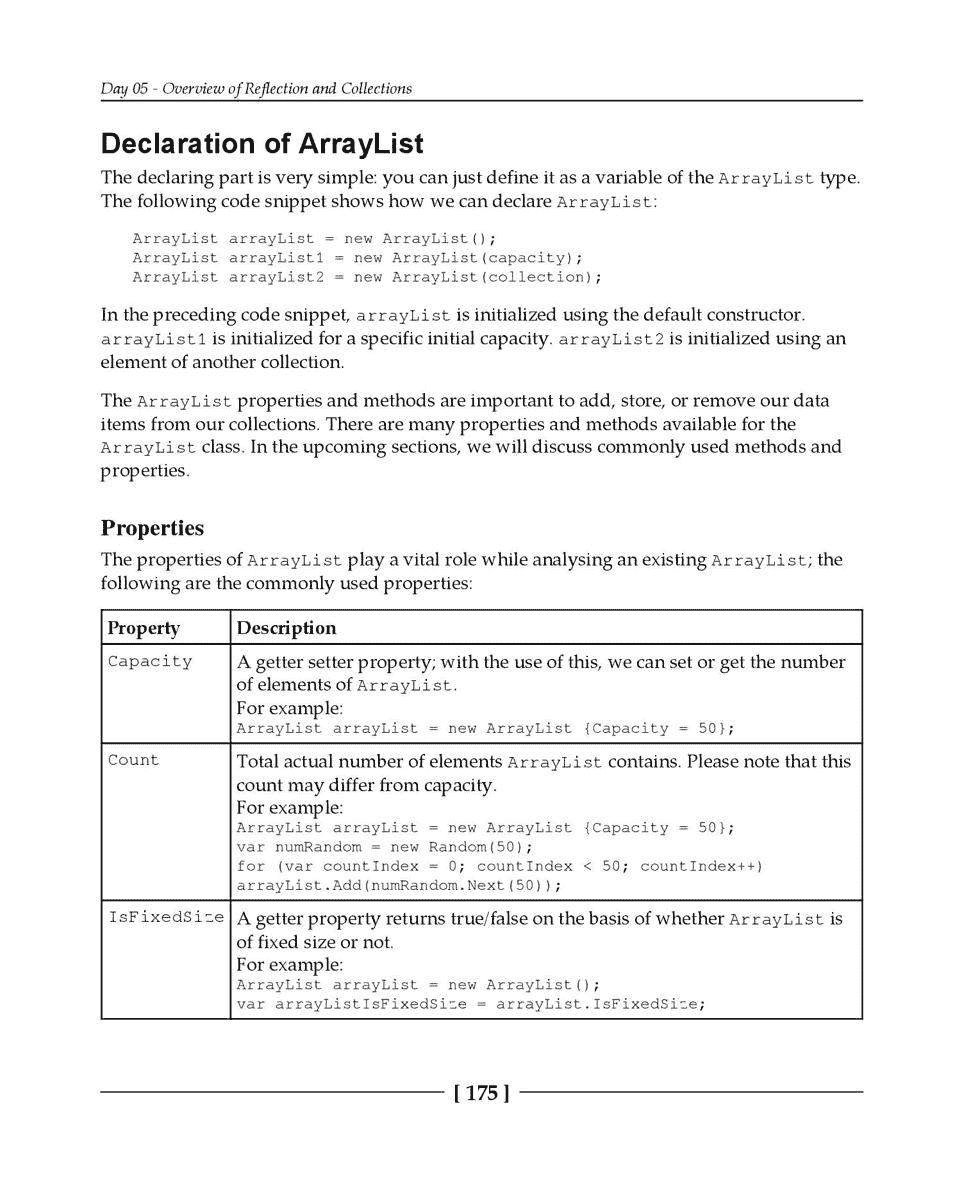 Day 05 - Overview of Reflection and Collections
Declaration of ArrayList
The declaring part is very simple: you can just define it as a variable of the ArrayList type.
The following code snippet shows how we can declare ArrayList:
ArrayList arrayList = new ArrayList();
ArrayList arrayList1 = new ArrayList(capacity);
ArrayList arrayList2 = new ArrayList(collection);
In the preceding code snippet, arrayList is initialized using the default constructor.
arrayList1 is initialized for a specific initial capacity. arrayList2 is initialized using an
element of another collection.
The ArrayList properties and methods are important to add, store, or remove our data
items from our collections. There are many properties and methods available for the
ArrayList class. In the upcoming sections, we will discuss commonly used methods and
properties.
Properties
The properties of ArrayList play a vital role while analysing an existing ArrayList; the
following are the commonly used properties:
Property Description
Capacity A getter setter property; with the use of this, we can set or get the number
of elements of ArrayList.
For example:
ArrayList arrayList = new ArrayList {Capacity = 50};
Count Total actual number of elements ArrayList contains. Please note that this
count may differ from capacity.
For example:
ArrayList arrayList = new ArrayList {Capacity = 50};
var numRandom = new Random(50);
for (var countIndex = 0; countIndex < 50; countIndex++)
arrayList.Add(numRandom.Next(50));
IsFixedSize A getter property returns true/false on the basis of whether ArrayList is
of fixed size or not.
For example:
ArrayList arrayList = new ArrayList();
var arrayListIsFixedSize = arrayList.IsFixedSize;
[ 175 ]